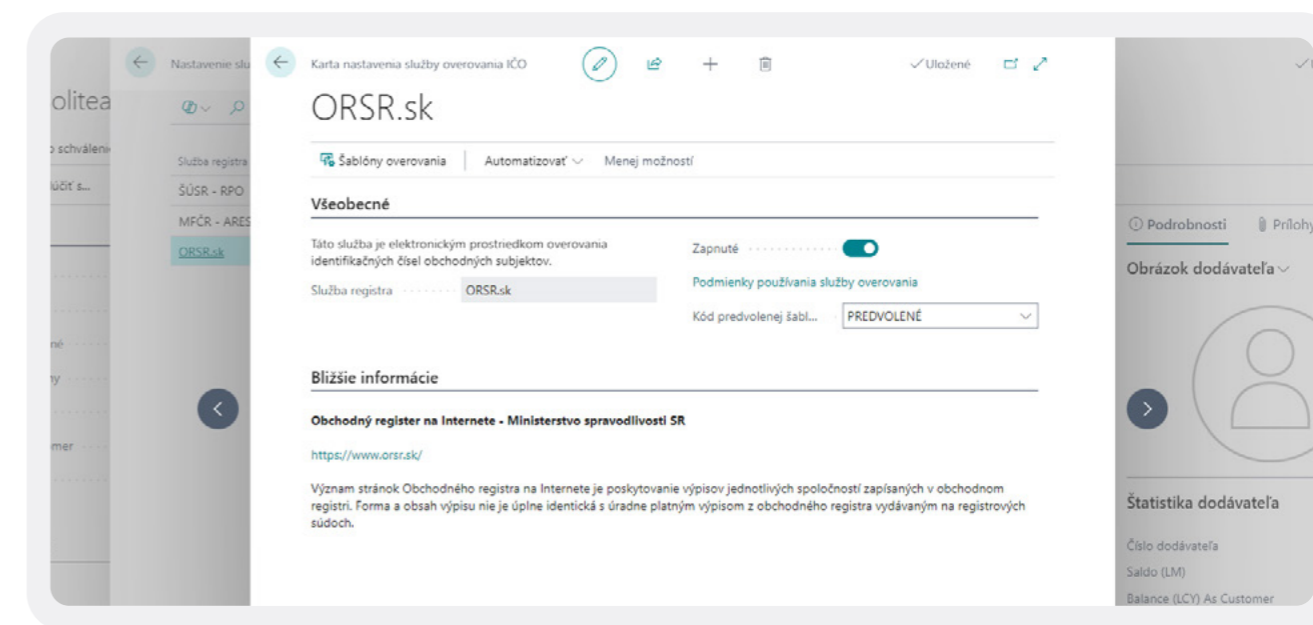 Nastavenie slu
Karta nastavenia služby overovania IČO
Uložené
olitea
ORSR.sk
o schváleni
Služba registra
Šablóny overovania
Automatizovať
Menej možností
účiť s...
ŠÚSR - RPO
Všeobecné
MFČR - ARES
Podrobnosti
Prílohy
ORSR.sk
Táto služba je elektronickým prostriedkom overovania
identifikačných čísel obchodných subjektov.
Zapnuté
Obrázok dodávateľa
Služba registra
ORSR.sk
Podmienky používania služby overovania
Kód predvolenej šabl...
PREDVOLENÉ
né
Bližšie informácie
Obchodný register na Internete - Ministerstvo spravodlivosti SR
mer
https://www.orsr.sk/
Význam stránok Obchodného registra na Internete je poskytovanie výpisov jednotlivých spoločností zapísaných v obchodnom
registri. Forma a obsah výpisu nie je úplne identická s úradne platným výpisom z obchodného registra vydávaným na registrových
súdoch.
Štatistika dodávateľa
Číslo dodávateľa
Saldo (LM)
Balance (LCY) As Customer